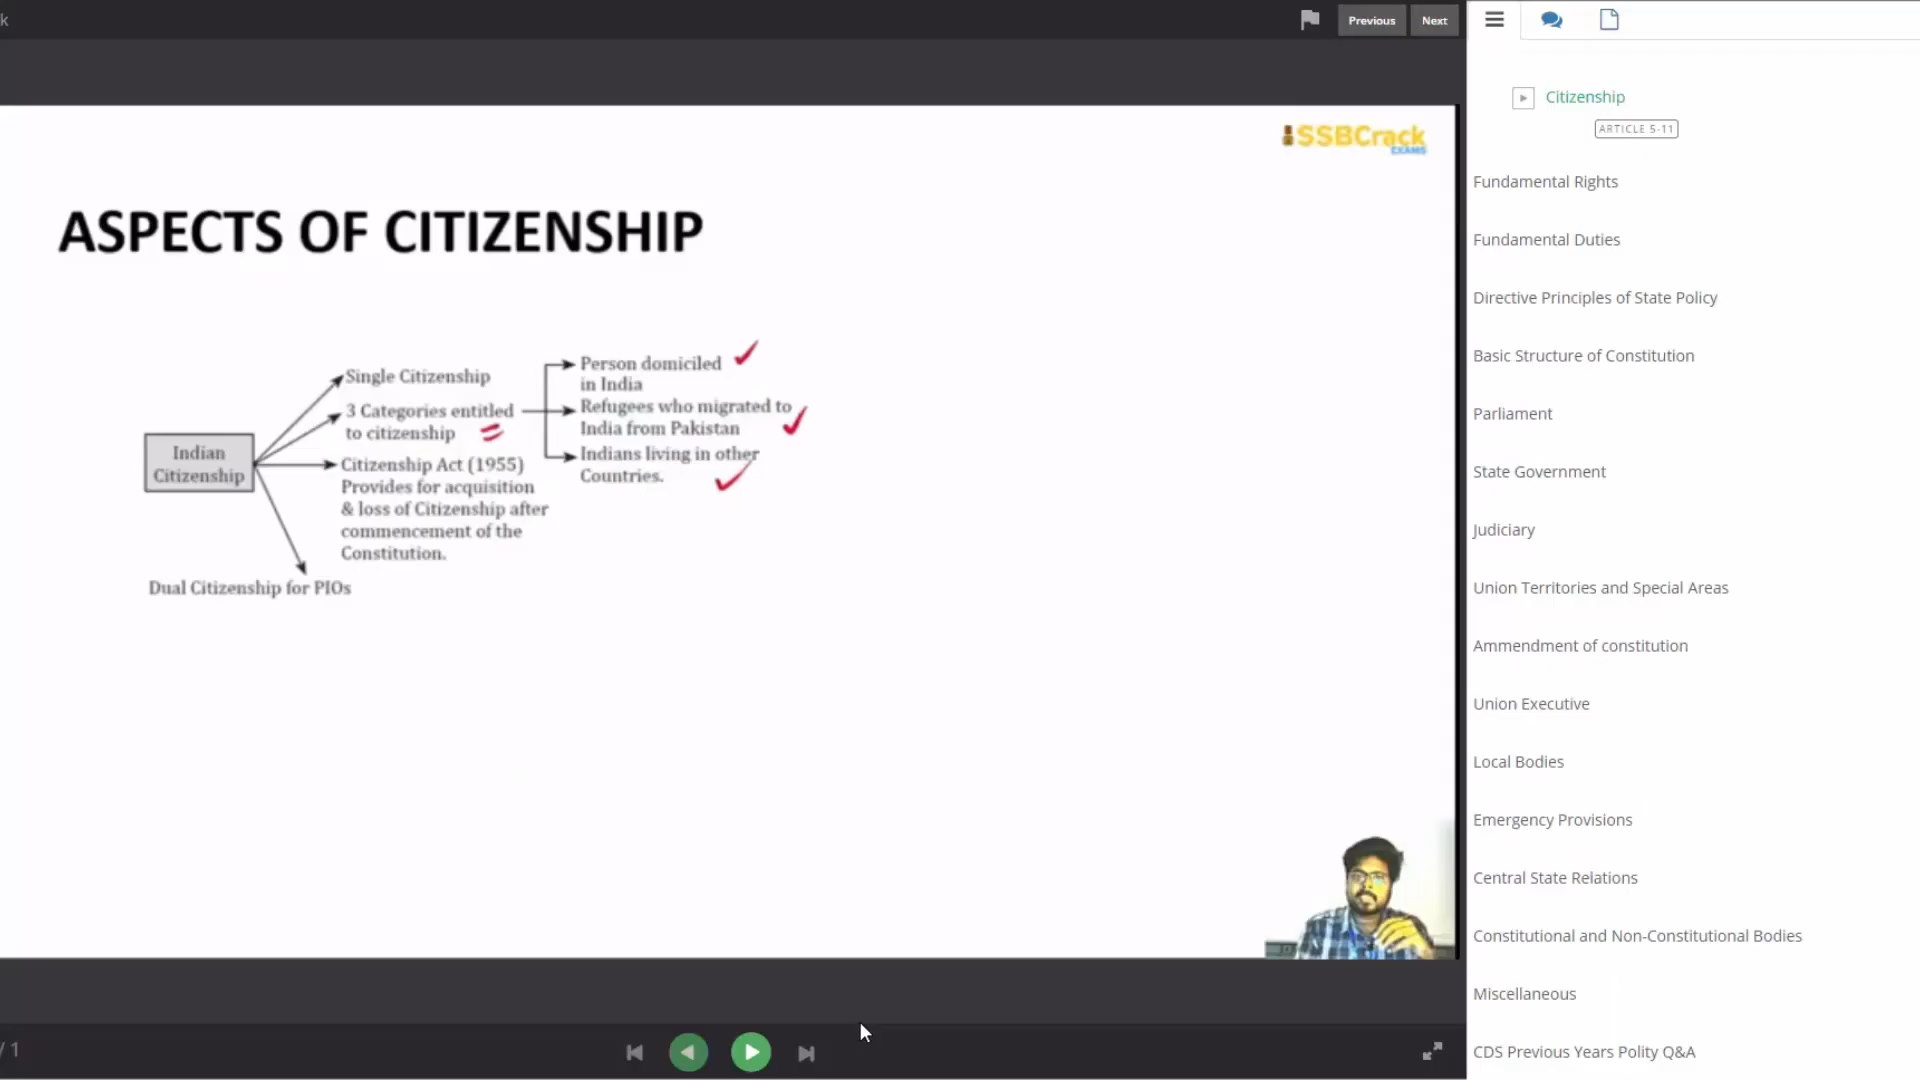 k
Previous
Next
Citizenship
ARTICLE 5-11
SSBCrack
EXAMS
ASPECTS OF CITIZENSHIP
Indian
Citizenship
Single Citizenship
3 Categories entitled
to citizenship
Citizenship Act (1955)
Provides for acquisition
& loss of Citizenship after
commencement of the
Constitution.
Dual Citizenship for PIOs
Person domiciled
in India
Refugees who migrated to
India from Pakistan
Indians living in other
Countries.
Fundamental Rights
Fundamental Duties
Directive Principles of State Policy
Basic Structure of Constitution
Parliament
State Government
Judiciary
Union Territories and Special Areas
Ammendment of constitution
Union Executive
Local Bodies
Emergency Provisions
Central State Relations
Constitutional and Non-Constitutional Bodies
Miscellaneous
CDS Previous Years Polity Q&A
/ 1